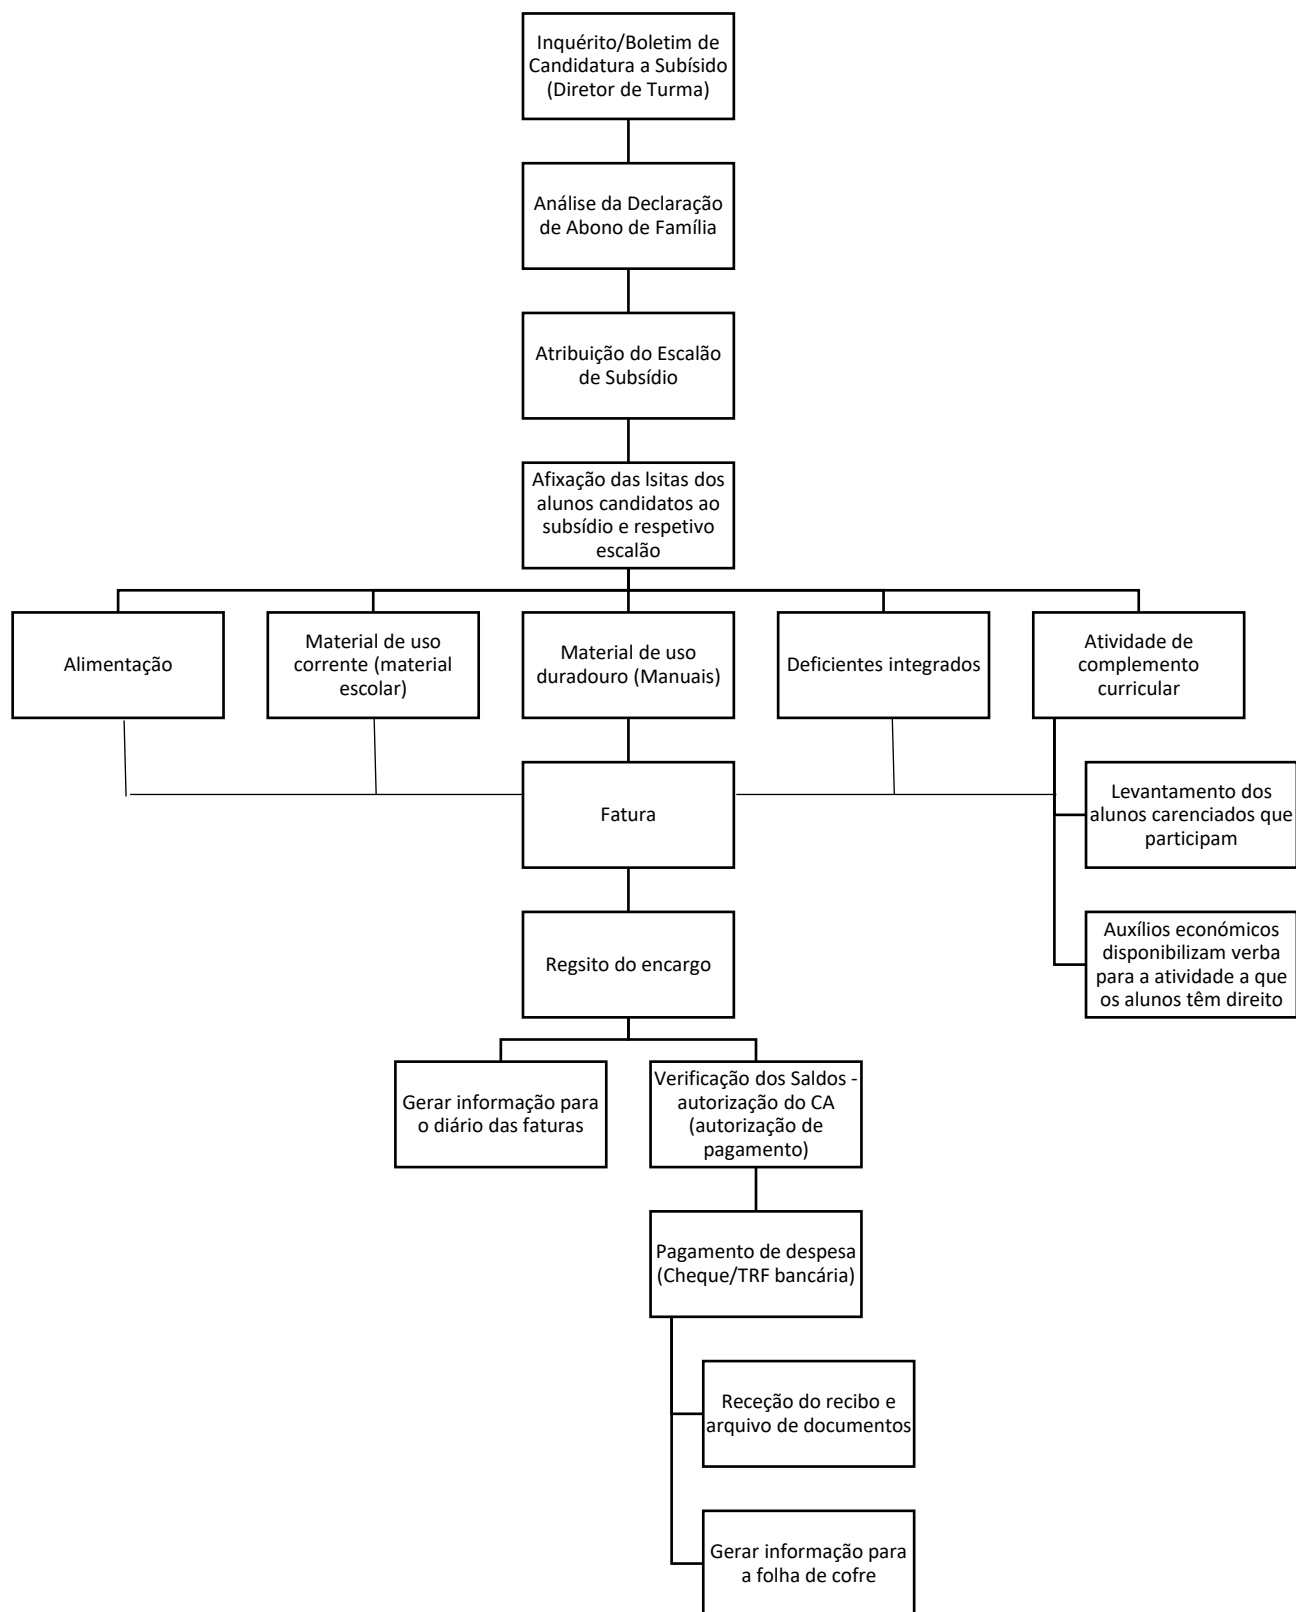 Inquérito/Boletim de
Candidatura a Subísido
(Diretor de Turma)
Análise da Declaração
de Abono de Família
Atribuição do Escalão
de Subsídio
Afixação das lsitas dos
alunos candidatos ao
subsídio e respetivo
escalão
Alimentação
Material de uso
corrente (material
escolar)
Material de uso
duradouro (Manuais)
Deficientes integrados
Atividade de
complemento
curricular
Fatura
Levantamento dos
alunos carenciados que
participam
Regsito do encargo
Auxílios económicos
disponibilizam verba
para a atividade a que
os alunos têm direito
Gerar informação para
o diário das faturas
Verificação dos Saldos -
autorização do CA
(autorização de
pagamento)
Pagamento de despesa
(Cheque/TRF bancária)
Receção do recibo e
arquivo de documentos
Gerar informação para
a folha de cofre